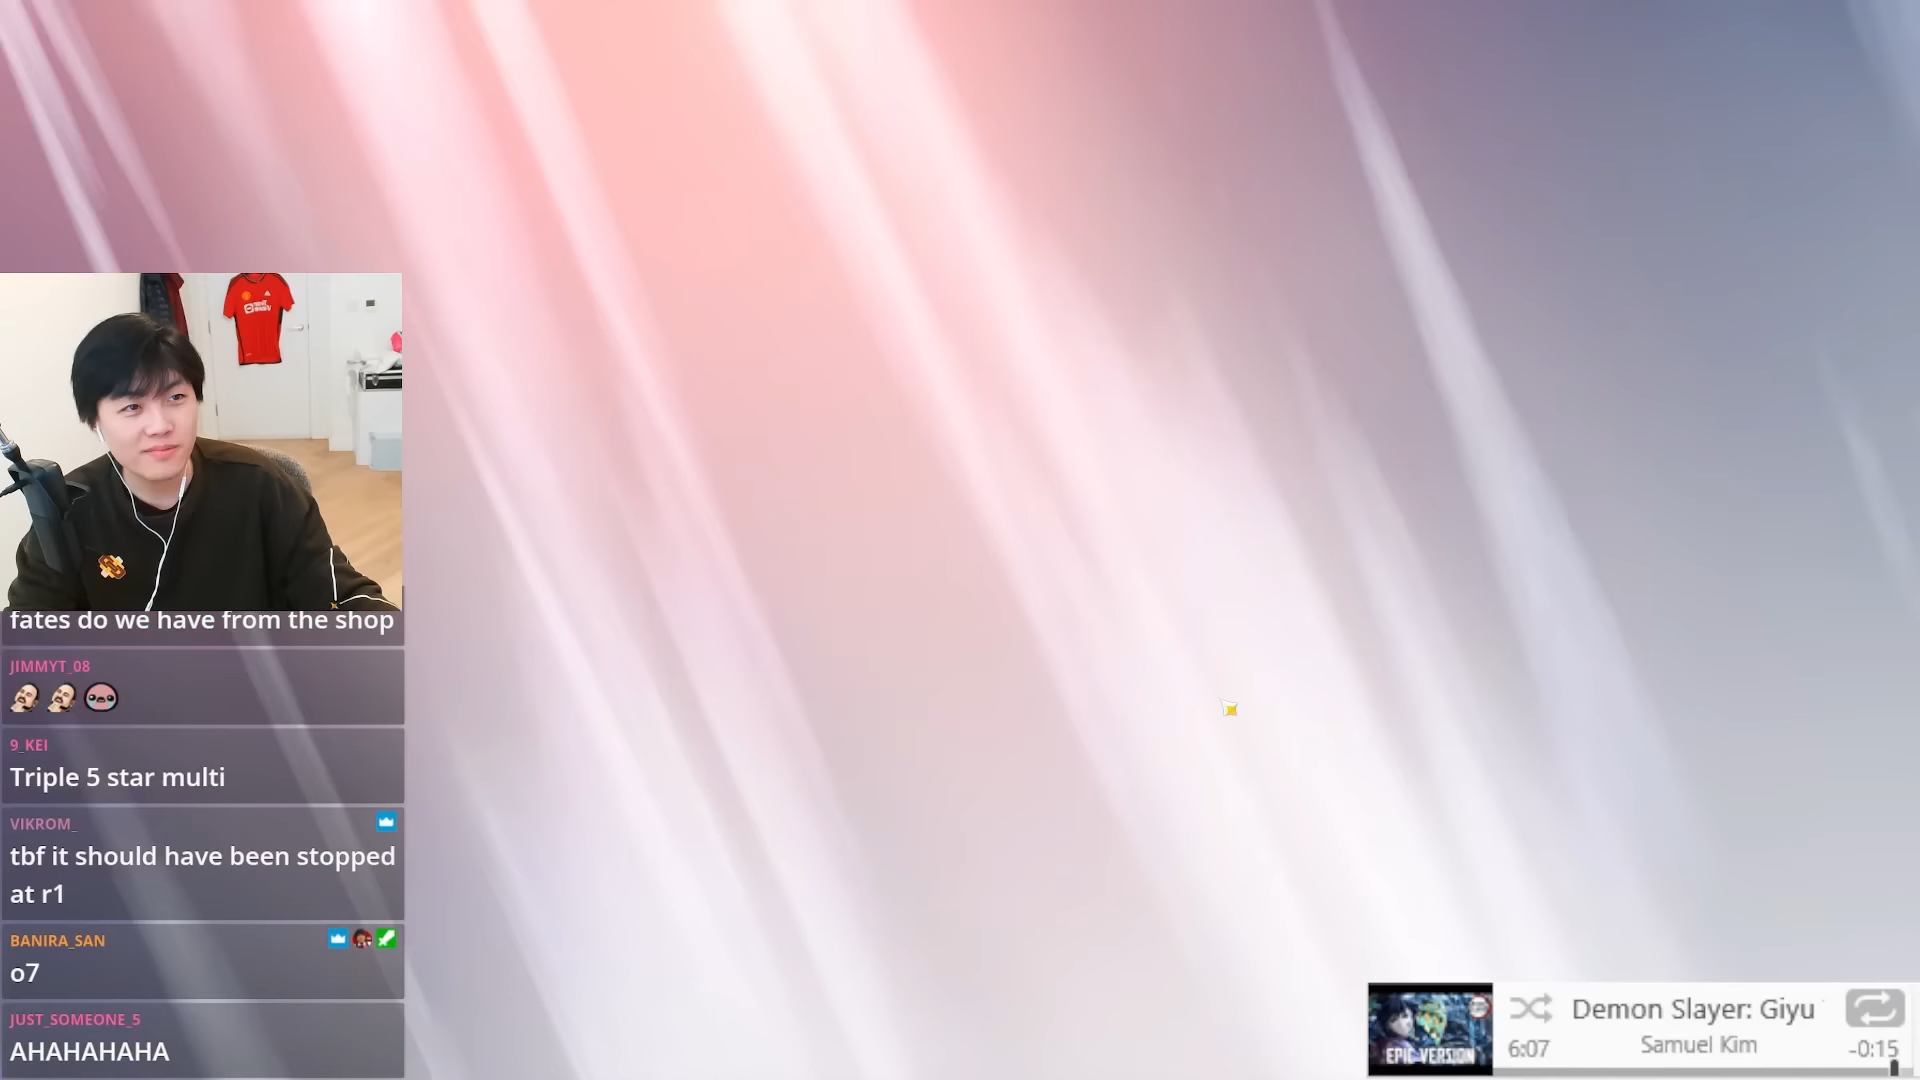 fates do we have from the shop
JIMMYT_08
9_KEI
Triple 5 star multi
VIKROM_
tbf it should have been stopped
at r1
BANIRA_SAN
o7
JUST_SOMEONE_5
AHAHAHAHA
EPIC VERSION
Demon Slayer: Giyu
Samuel Kim
6:07
-0:15